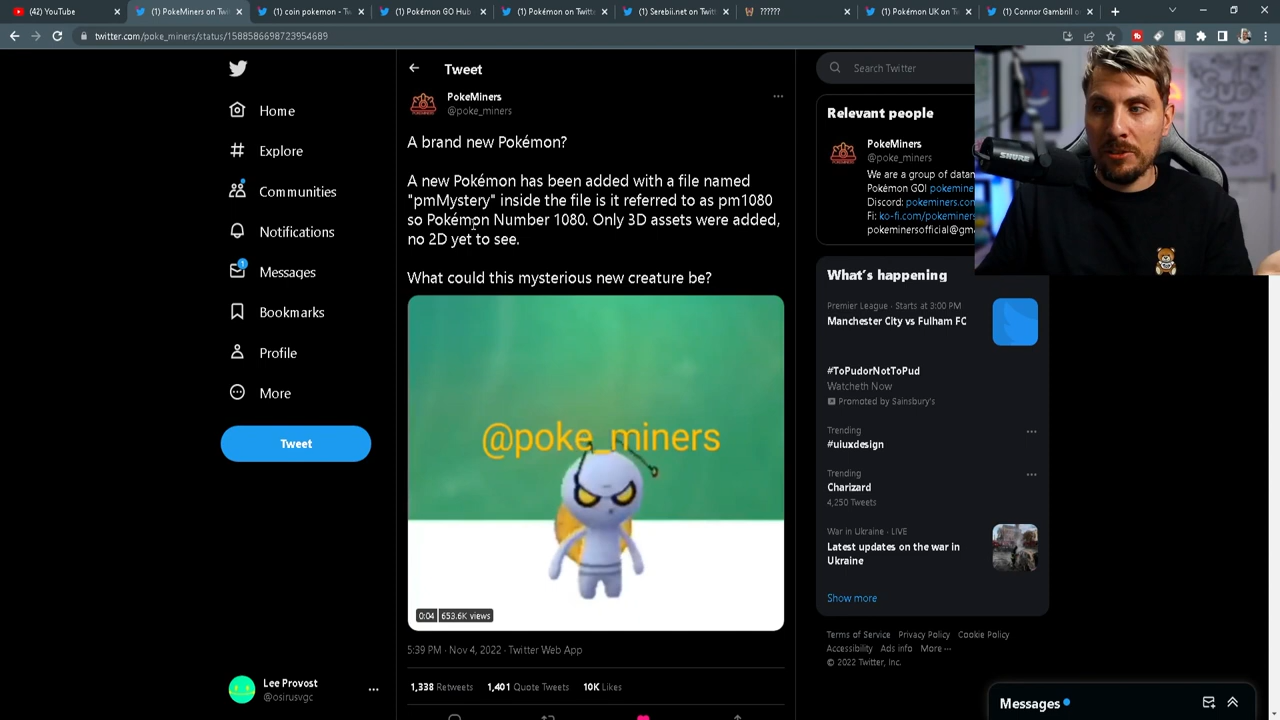 (42) YouTube
(1) PokeMiners on Twi
(1) coin pokemon - Tw
(1) Pokémon GO Hub
(1) Pokémon on Twitt
(1) Serebii.net on Twit
??????
(1) Pokémon UK on Tw
(1) Connor Gambrill or
twitter.com/poke_miners/status/1588586698723954689
Home
Explore
Communities
Notifications
Messages
Bookmarks
Profile
More
Tweet
Lee Provost
@osirusvgc
Tweet
PokeMiners
@poke_miners
A brand new Pokémon?
A new Pokémon has been added with a file named
"pmMystery" inside the file is it referred to as pm1080
so Pokémon Number 1080. Only 3D assets were added,
no 2D yet to see.
What could this mysterious new creature be?
@poke_miners
0:04 653.6K views
5:39 PM · Nov 4, 2022 · Twitter Web App
1,338 Retweets 1,401 Quote Tweets 10K Likes
Search Twitter
Relevant people
PokeMiners
@poke_miners
We are a group of datan
Pokémon GO! pokemine
Discord: pokeminers.con
Fi: ko-fi.com/pokeminers
pokeminersofficial@gma
What's happening
Premier League · Starts at 3:00 PM
Manchester City vs Fulham FC
#ToPudorNotToPud
Watcheth Now
Promoted by Sainsbury's
Trending
#uiuxdesign
Trending
Charizard
4,250 Tweets
War in Ukraine · LIVE
Latest updates on the war in
Ukraine
Show more
Terms of Service Privacy Policy Cookie Policy
Accessibility Ads info More ···
© 2022 Twitter, Inc.
Messages
SHURE